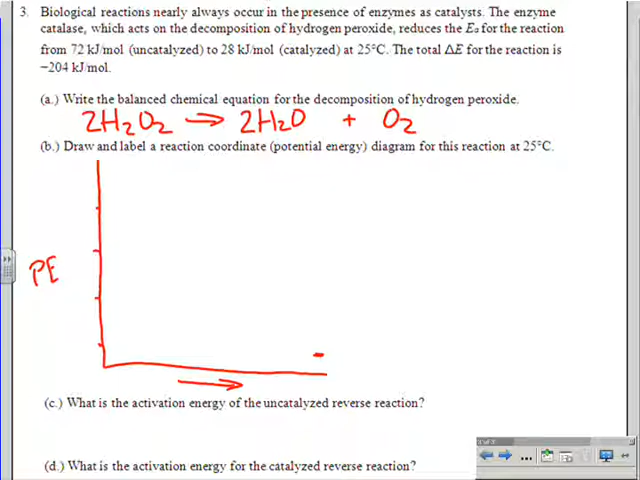 3. Biological reactions nearly always occur in the presence of enzymes as catalysts. The enzyme
catalase, which acts on the decomposition of hydrogen peroxide, reduces the Ea for the reaction
from 72 kJ/mol (uncatalyzed) to 28 kJ/mol (catalyzed) at 25°C. The total ΔE for the reaction is
−204 kJ/mol.
(a.) Write the balanced chemical equation for the decomposition of hydrogen peroxide.
2H₂O₂ → 2H₂O + O₂
(b.) Draw and label a reaction coordinate (potential energy) diagram for this reaction at 25°C.
PE
(c.) What is the activation energy of the uncatalyzed reverse reaction?
(d.) What is the activation energy for the catalyzed reverse reaction?